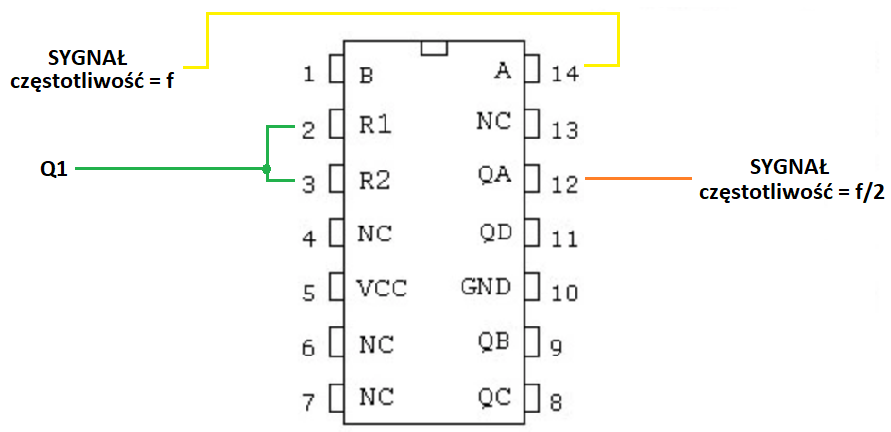 SYGNAŁ
częstotliwość = f
Q1
1 B A 14
2 R1 NC 13
3 R2 QA 12
4 NC QD 11
5 VCC GND 10
6 NC QB 9
7 NC QC 8
SYGNAŁ
częstotliwość = f/2